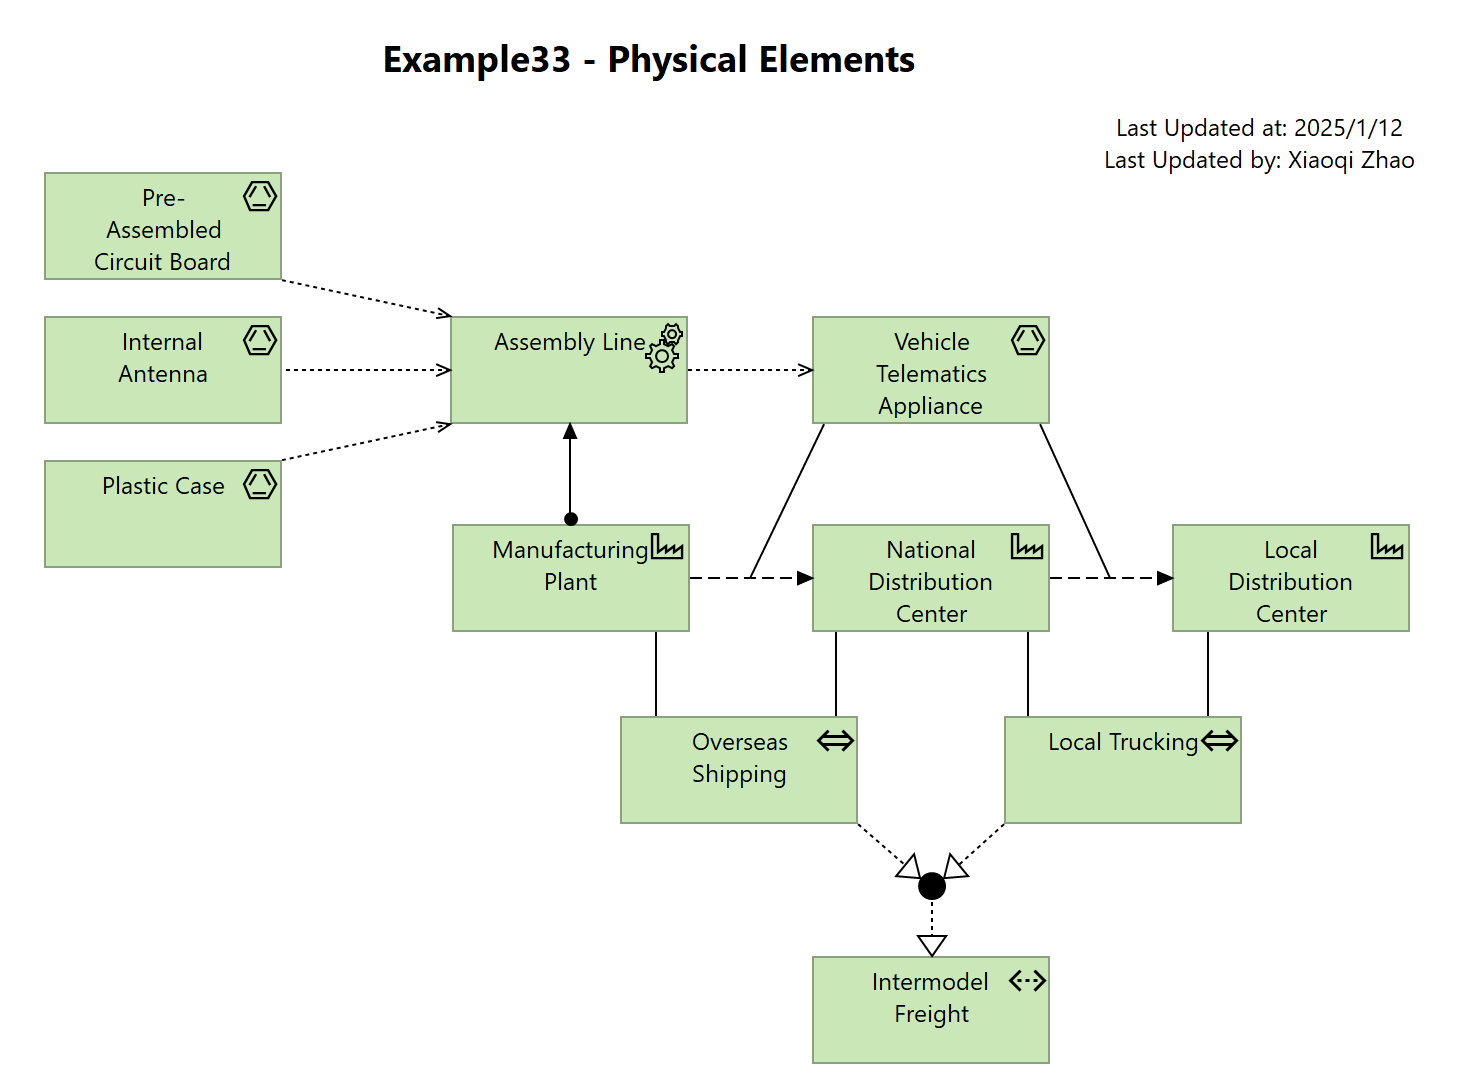 Example33 - Physical Elements
Last Updated at: 2025/1/12
Last Updated by: Xiaoqi Zhao
Pre-
Assembled
Circuit Board
Internal
Antenna
Plastic Case
Assembly Line
Vehicle
Telematics
Appliance
Manufacturing
Plant
National
Distribution
Center
Local
Distribution
Center
Overseas
Shipping
Local Trucking
Intermodel
Freight